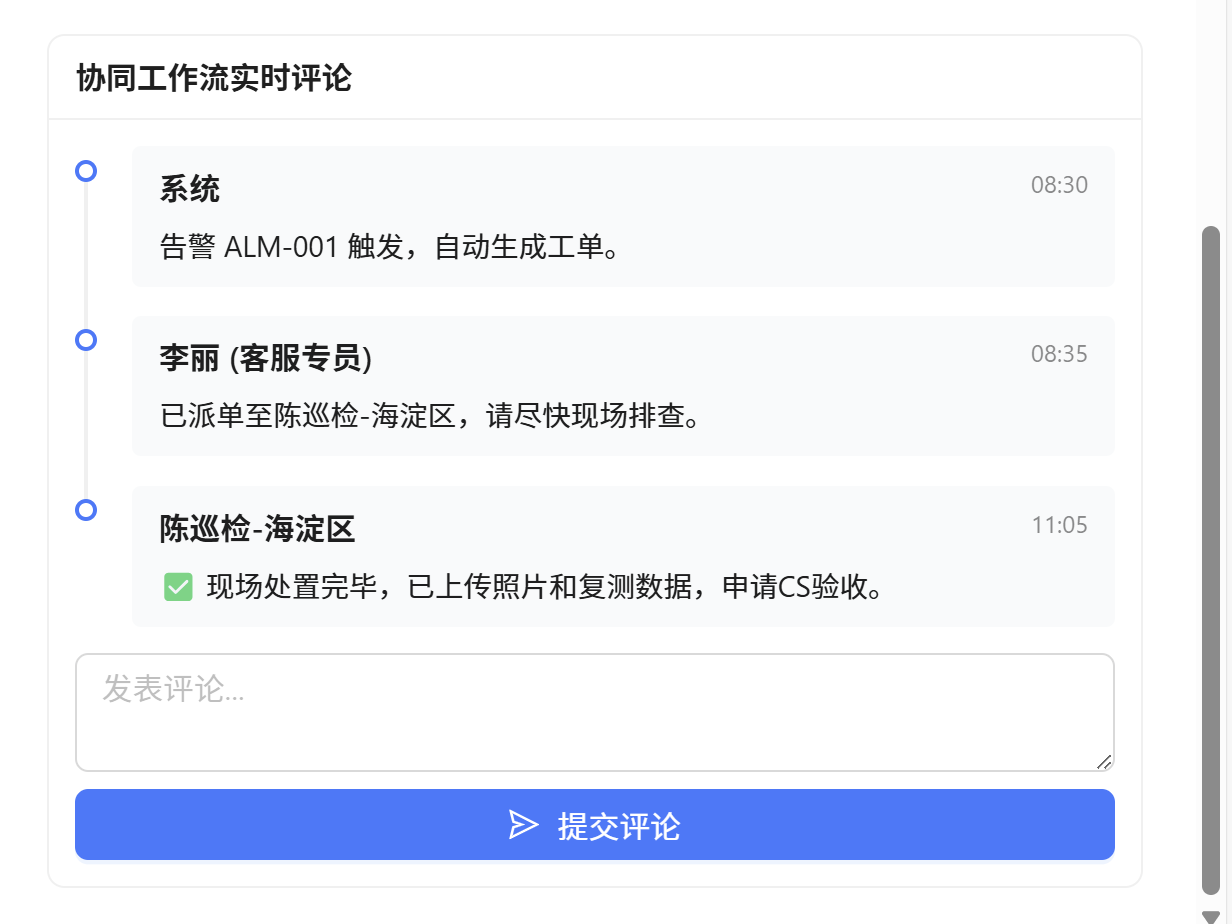 协同工作流实时评论
系统
08:30
告警 ALM-001 触发，自动生成工单。
李丽 (客服专员)
08:35
已派单至陈巡检-海淀区，请尽快现场排查。
陈巡检-海淀区
11:05
✅ 现场处置完毕，已上传照片和复测数据，申请CS验收。
发表评论...
提交评论